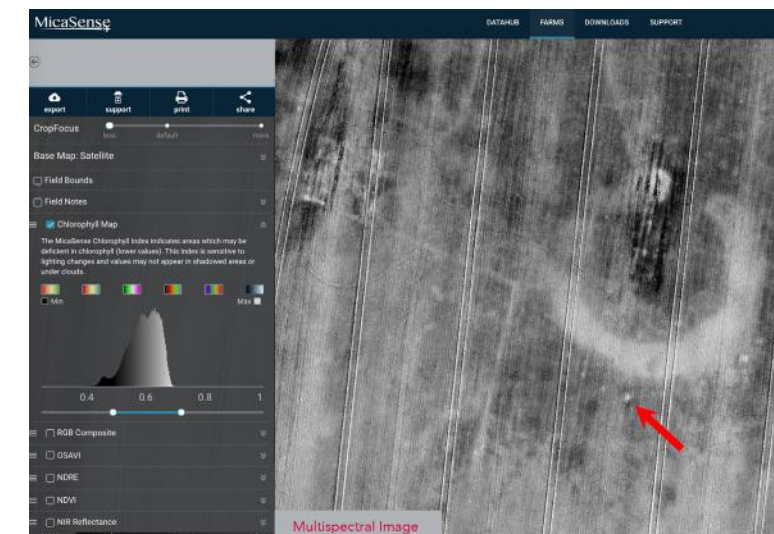 MicaSense
DATAHUB FARMS DOWNLOADS SUPPORT
export support print share
CropFocus
less default more
Base Map: Satellite
Field Bounds
Field Notes
Chlorophyll Map
The MicaSense Chlorophyll Index indicates areas which may be
deficient in chlorophyll (lower values). This index is sensitive to
lighting changes and values may not appear in shadowed areas or
under clouds.
Min Max
0.4 0.6 0.8 1.
RGB Composite
OSAVI
NDRE
NDVI
NIR Reflectance
Multispectral Image